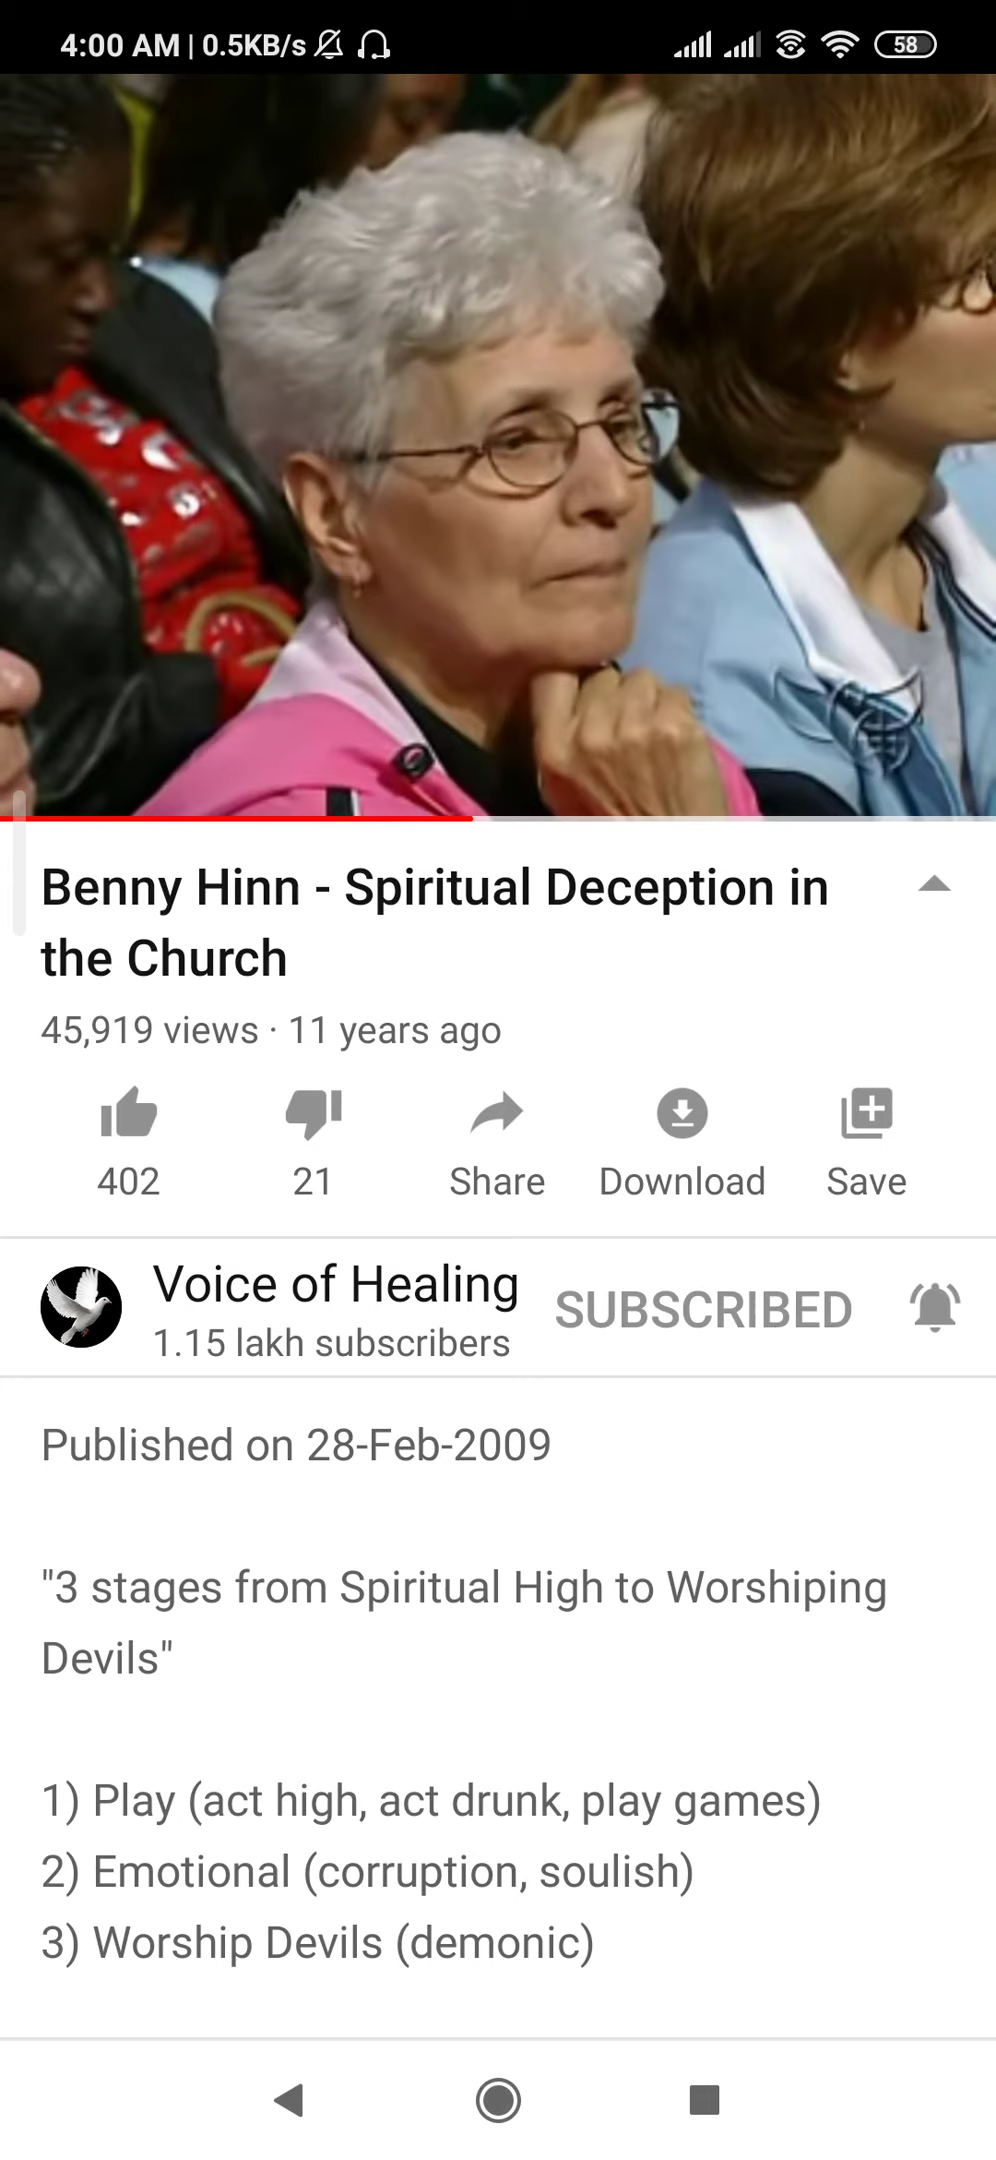 4:00 AM | 0.5KB/s 58
Benny Hinn - Spiritual Deception in
the Church
45,919 views · 11 years ago
402 21 Share Download Save
Voice of Healing
1.15 lakh subscribers
SUBSCRIBED
Published on 28-Feb-2009
"3 stages from Spiritual High to Worshiping
Devils"
1) Play (act high, act drunk, play games)
2) Emotional (corruption, soulish)
3) Worship Devils (demonic)